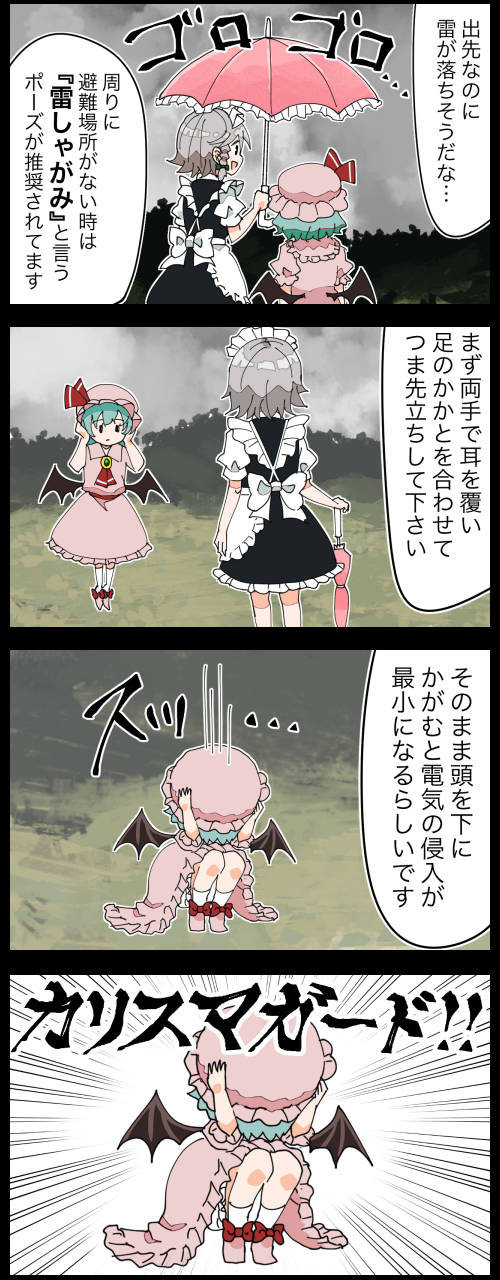 出先なのに
雷が落ちそうだな…
ゴロゴロ…
周りに
避難場所がない時は
『雷しゃがみ』と言う
ポーズが推奨されてます
まず両手で耳を覆い
足のかかとを合わせて
つま先立ちして下さい
そのまま頭を下に
かがむと電気の侵入が
最小になるらしいです
スッ…
カリスマガード!!